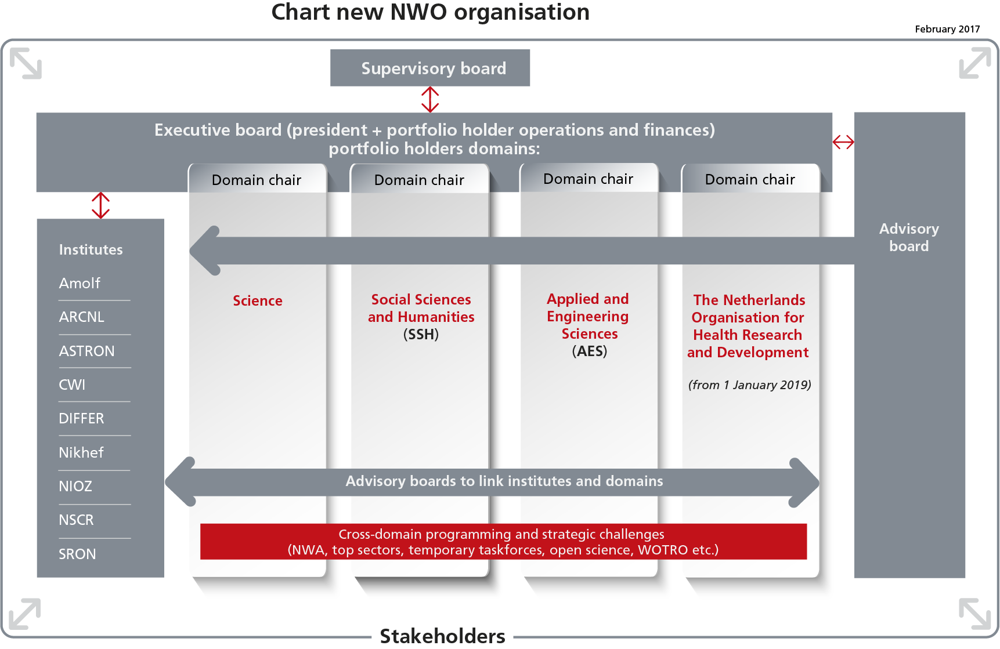 Chart new NWO organisation
February 2017
Supervisory board
Executive board (president + portfolio holder operations and finances)
portfolio holders domains:
Domain chair
Domain chair
Domain chair
Domain chair
Advisory
board
Institutes
Amolf
ARCNL
ASTRON
CWI
DIFFER
Nikhef
NIOZ
NSCR
SRON
Science
Social Sciences
and Humanities
(SSH)
Applied and
Engineering
Sciences
(AES)
The Netherlands
Organisation for
Health Research
and Development
(from 1 January 2019)
Advisory boards to link institutes and domains
Cross-domain programming and strategic challenges
(NWA, top sectors, temporary taskforces, open science, WOTRO etc.)
Stakeholders